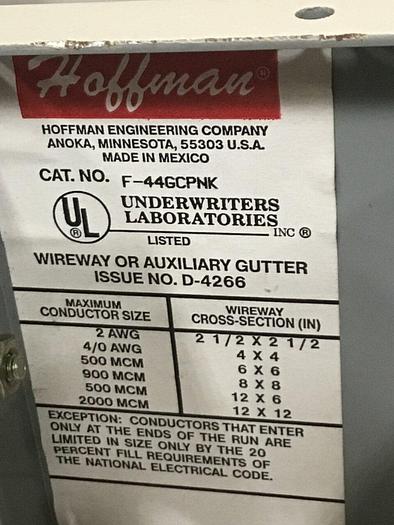 Hoffman®
HOFFMAN ENGINEERING COMPANY
ANOKA, MINNESOTA, 55303 U.S.A.
MADE IN MEXICO
CAT. NO. F-44GCPNK
UL ® UNDERWRITERS
LABORATORIES
INC ®
LISTED
WIREWAY OR AUXILIARY GUTTER
ISSUE NO. D-4266
MAXIMUM WIREWAY
CONDUCTOR SIZE CROSS-SECTION (IN)
2 AWG 2 1/2 X 2 1/2
4/0 AWG 4 X 4
500 MCM 6 X 6
900 MCM 8 X 8
500 MCM 12 X 6
2000 MCM 12 X 12
EXCEPTION: CONDUCTORS THAT ENTER
ONLY AT THE ENDS OF THE RUN ARE
LIMITED IN SIZE ONLY BY THE 20
PERCENT FILL REQUIREMENTS OF
THE NATIONAL ELECTRICAL CODE.